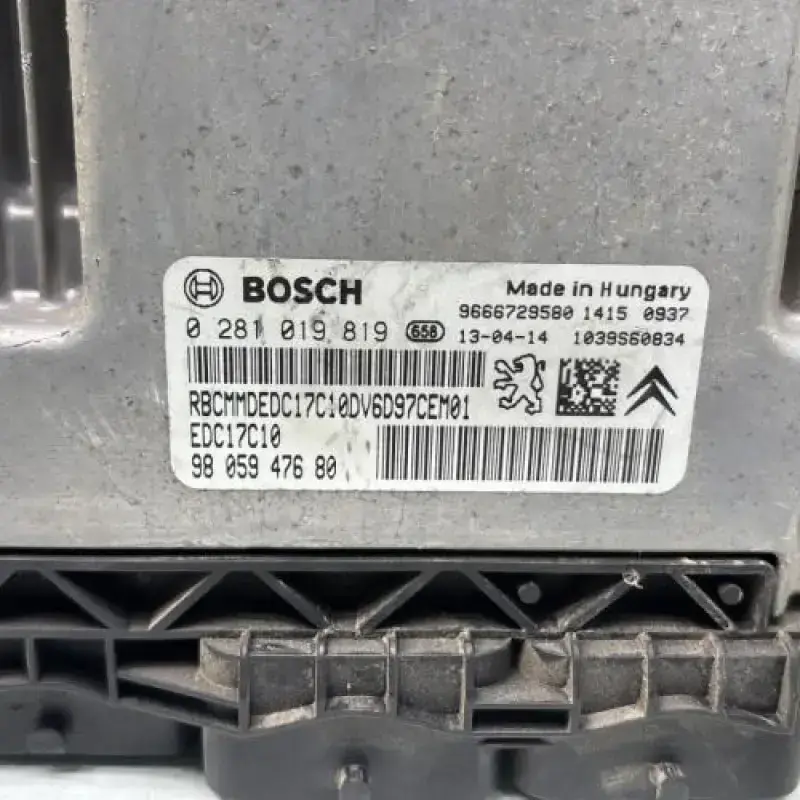 BOSCH
Made in Hungary
9666729580 1415 0937
0 281 019 819 658 13-04-14 1039S60834
RBCMMDEDC17C10DV6D97CEM01
EDC17C10
98 059 476 80